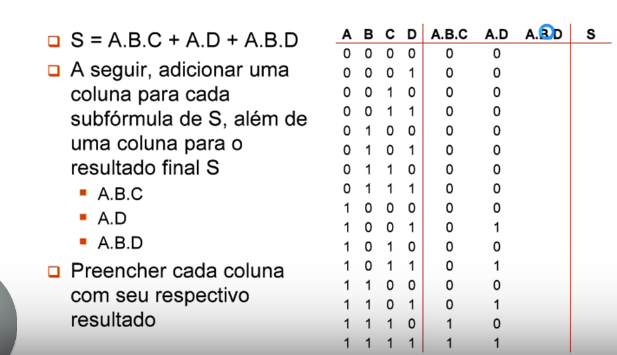 S = A.B.C + A.D + A.B.D
A seguir, adicionar uma
coluna para cada
subfórmula de S, além de
uma coluna para o
resultado final S
A.B.C
A.D
A.B.D
Preencher cada coluna
com seu respectivo
resultado
A B C D A.B.C A.D A.B.D S
0 0 0 0 0 0
0 0 0 1 0 0
0 0 1 0 0 0
0 0 1 1 0 0
0 1 0 0 0 0
0 1 0 1 0 0
0 1 1 0 0 0
0 1 1 1 0 0
1 0 0 0 0 0
1 0 0 1 0 1
1 0 1 0 0 0
1 0 1 1 0 1
1 1 0 0 0 0
1 1 0 1 0 1
1 1 1 0 1 0
1 1 1 1 1 1